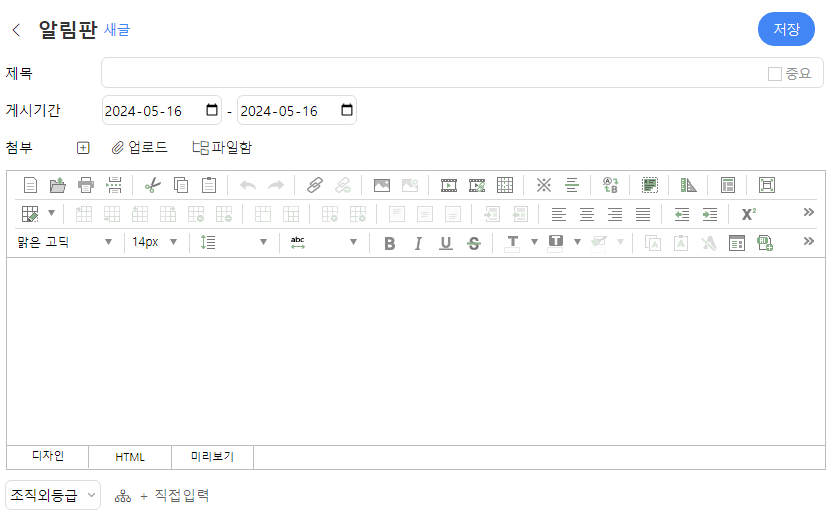 알림판 새글 저장
제목 중요
게시기간 2024-05-16 - 2024-05-16
첨부 업로드 파일함
맑은 고딕 14px abc B I U S T T
디자인 HTML 미리보기
조직외등급 + 직접입력